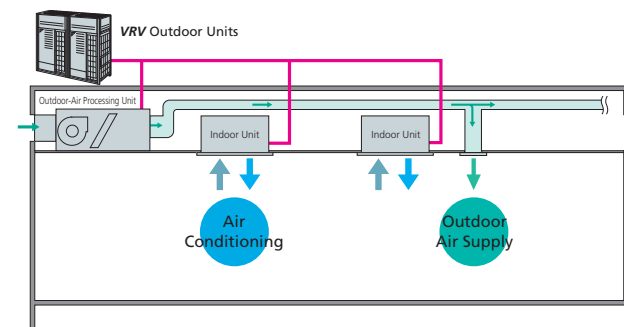 VRV Outdoor Units
Outdoor-Air Processing Unit
Indoor Unit
Indoor Unit
Air
Conditioning
Outdoor
Air Supply